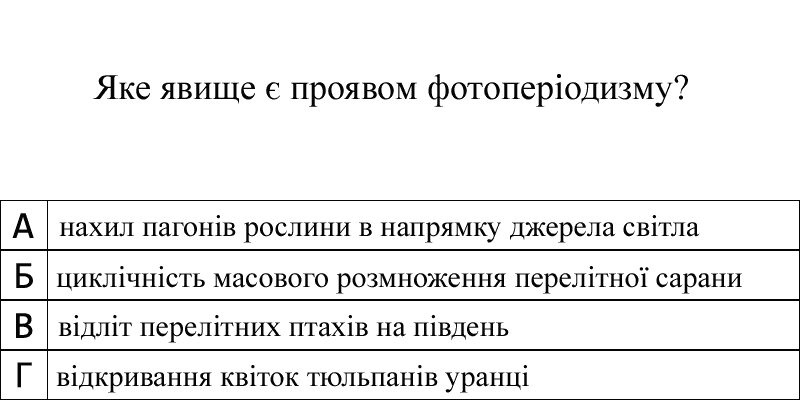 Яке явище є проявом фотоперіодизму?
А нахил пагонів рослини в напрямку джерела світла
Б циклічність масового розмноження перелітної сарани
В відліт перелітних птахів на південь
Г відкривання квіток тюльпанів уранці